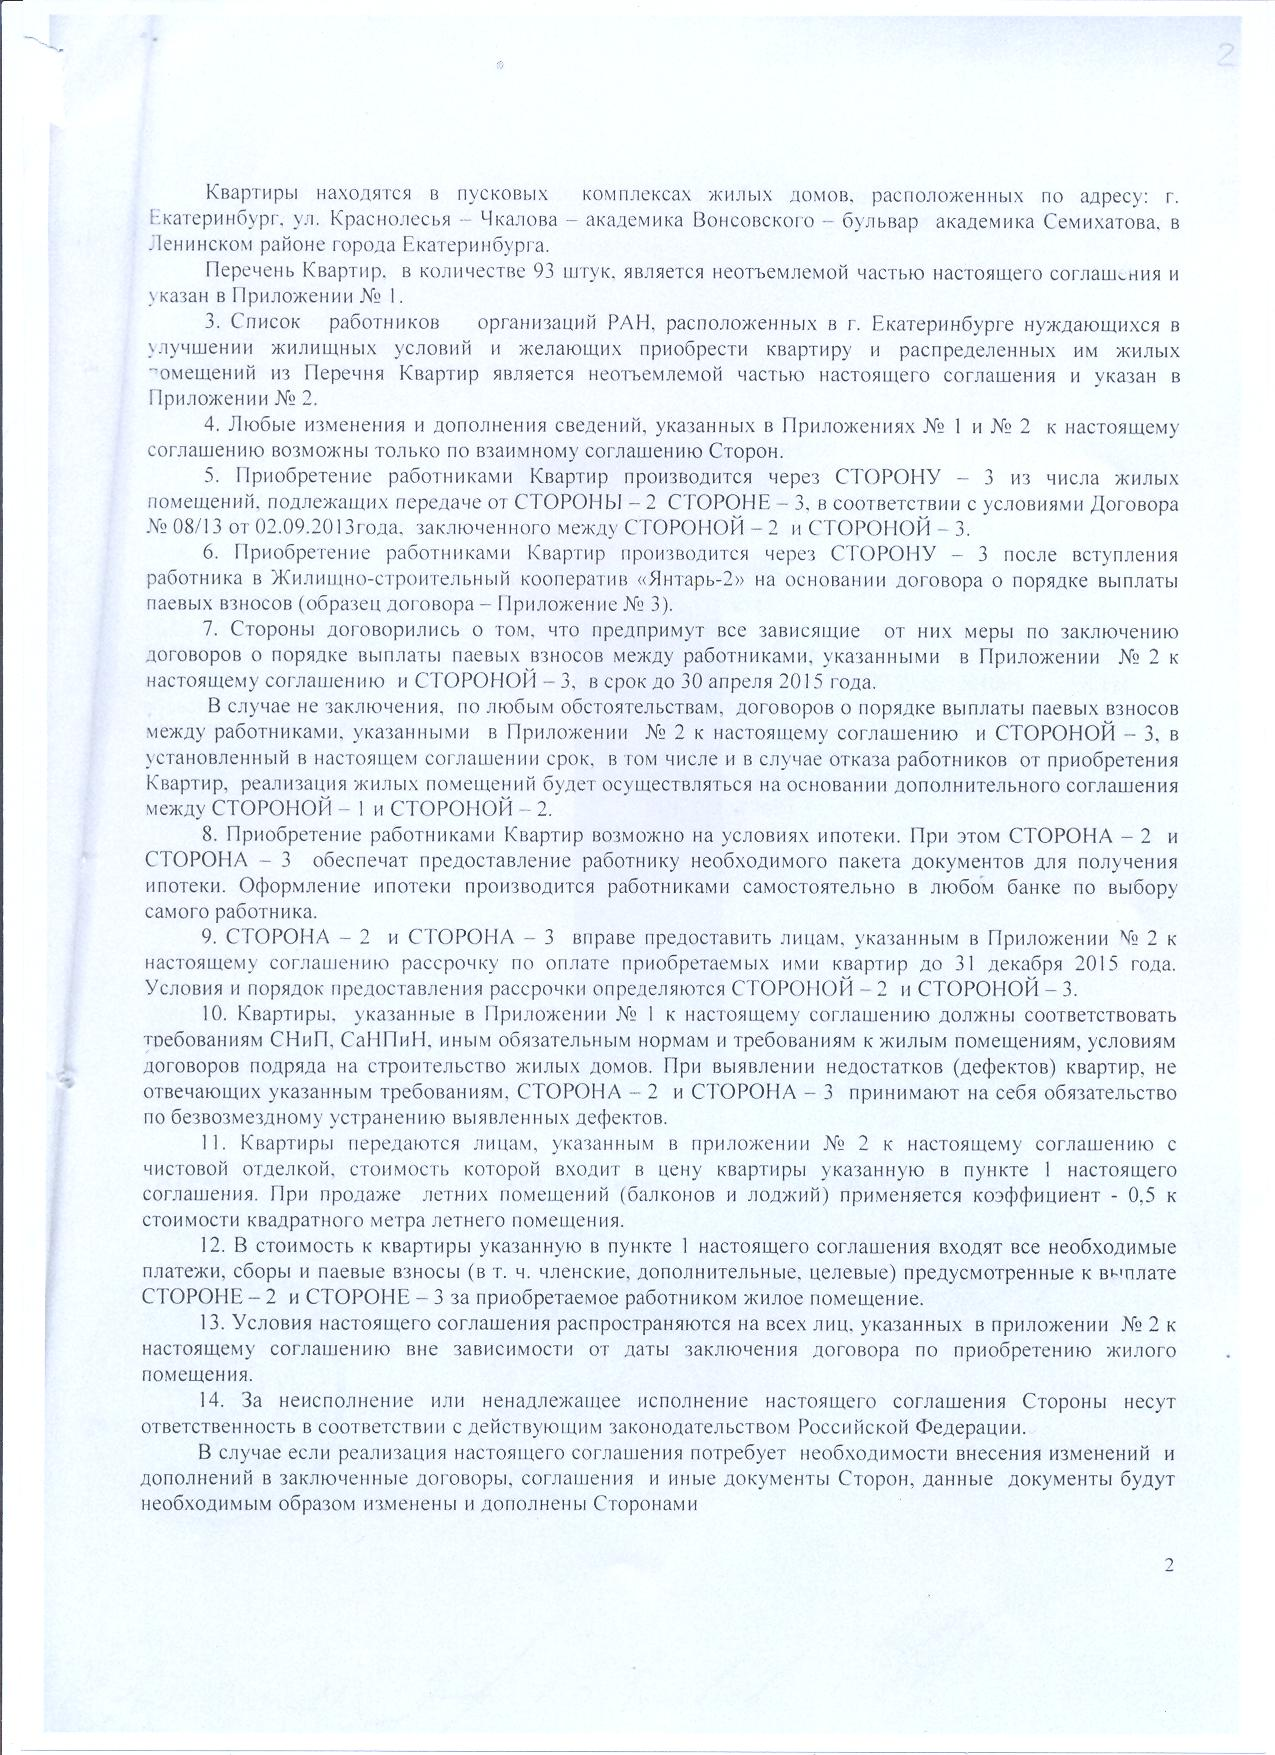 2
Квартиры находятся в пусковых комплексах жилых домов, расположенных по адресу: г.
Екатеринбург, ул. Краснолесья – Чкалова – академика Вонсовского – бульвар академика Семихатова, в
Ленинском районе города Екатеринбурга.
Перечень Квартир, в количестве 93 штук, является неотъемлемой частью настоящего соглашения и
указан в Приложении № 1.
3. Список работников организаций РАН, расположенных в г. Екатеринбурге нуждающихся в
улучшении жилищных условий и желающих приобрести квартиру и распределенных им жилых
помещений из Перечня Квартир является неотъемлемой частью настоящего соглашения и указан в
Приложении № 2.
4. Любые изменения и дополнения сведений, указанных в Приложениях № 1 и № 2 к настоящему
соглашению возможны только по взаимному соглашению Сторон.
5. Приобретение работниками Квартир производится через СТОРОНУ – 3 из числа жилых
помещений, подлежащих передаче от СТОРОНЫ – 2 СТОРОНЕ – 3, в соответствии с условиями Договора
№ 08/13 от 02.09.2013года, заключенного между СТОРОНОЙ – 2 и СТОРОНОЙ – 3.
6. Приобретение работниками Квартир производится через СТОРОНУ – 3 после вступления
работника в Жилищно-строительный кооператив «Янтарь-2» на основании договора о порядке выплаты
паевых взносов (образец договора – Приложение № 3).
7. Стороны договорились о том, что предпримут все зависящие от них меры по заключению
договоров о порядке выплаты паевых взносов между работниками, указанными в Приложении № 2 к
настоящему соглашению и СТОРОНОЙ – 3, в срок до 30 апреля 2015 года.
В случае не заключения, по любым обстоятельствам, договоров о порядке выплаты паевых взносов
между работниками, указанными в Приложении № 2 к настоящему соглашению и СТОРОНОЙ – 3, в
установленный в настоящем соглашении срок, в том числе и в случае отказа работников от приобретения
Квартир, реализация жилых помещений будет осуществляться на основании дополнительного соглашения
между СТОРОНОЙ – 1 и СТОРОНОЙ – 2.
8. Приобретение работниками Квартир возможно на условиях ипотеки. При этом СТОРОНА – 2 и
СТОРОНА – 3 обеспечат предоставление работнику необходимого пакета документов для получения
ипотеки. Оформление ипотеки производится работниками самостоятельно в любом банке по выбору
самого работника.
9. СТОРОНА – 2 и СТОРОНА – 3 вправе предоставить лицам, указанным в Приложении № 2 к
настоящему соглашению рассрочку по оплате приобретаемых ими квартир до 31 декабря 2015 года.
Условия и порядок предоставления рассрочки определяются СТОРОНОЙ – 2 и СТОРОНОЙ – 3.
10. Квартиры, указанные в Приложении № 1 к настоящему соглашению должны соответствовать
требованиям СНиП, СаНПиН, иным обязательным нормам и требованиям к жилым помещениям, условиям
договоров подряда на строительство жилых домов. При выявлении недостатков (дефектов) квартир, не
отвечающих указанным требованиям, СТОРОНА – 2 и СТОРОНА – 3 принимают на себя обязательство
по безвозмездному устранению выявленных дефектов.
11. Квартиры передаются лицам, указанным в приложении № 2 к настоящему соглашению с
чистовой отделкой, стоимость которой входит в цену квартиры указанную в пункте 1 настоящего
соглашения. При продаже летних помещений (балконов и лоджий) применяется коэффициент - 0,5 к
стоимости квадратного метра летнего помещения.
12. В стоимость к квартиры указанную в пункте 1 настоящего соглашения входят все необходимые
платежи, сборы и паевые взносы (в т. ч. членские, дополнительные, целевые) предусмотренные к выплате
СТОРОНЕ – 2 и СТОРОНЕ – 3 за приобретаемое работником жилое помещение.
13. Условия настоящего соглашения распространяются на всех лиц, указанных в приложении № 2 к
настоящему соглашению вне зависимости от даты заключения договора по приобретению жилого
помещения.
14. За неисполнение или ненадлежащее исполнение настоящего соглашения Стороны несут
ответственность в соответствии с действующим законодательством Российской Федерации.
В случае если реализация настоящего соглашения потребует необходимости внесения изменений и
дополнений в заключенные договоры, соглашения и иные документы Сторон, данные документы будут
необходимым образом изменены и дополнены Сторонами
2